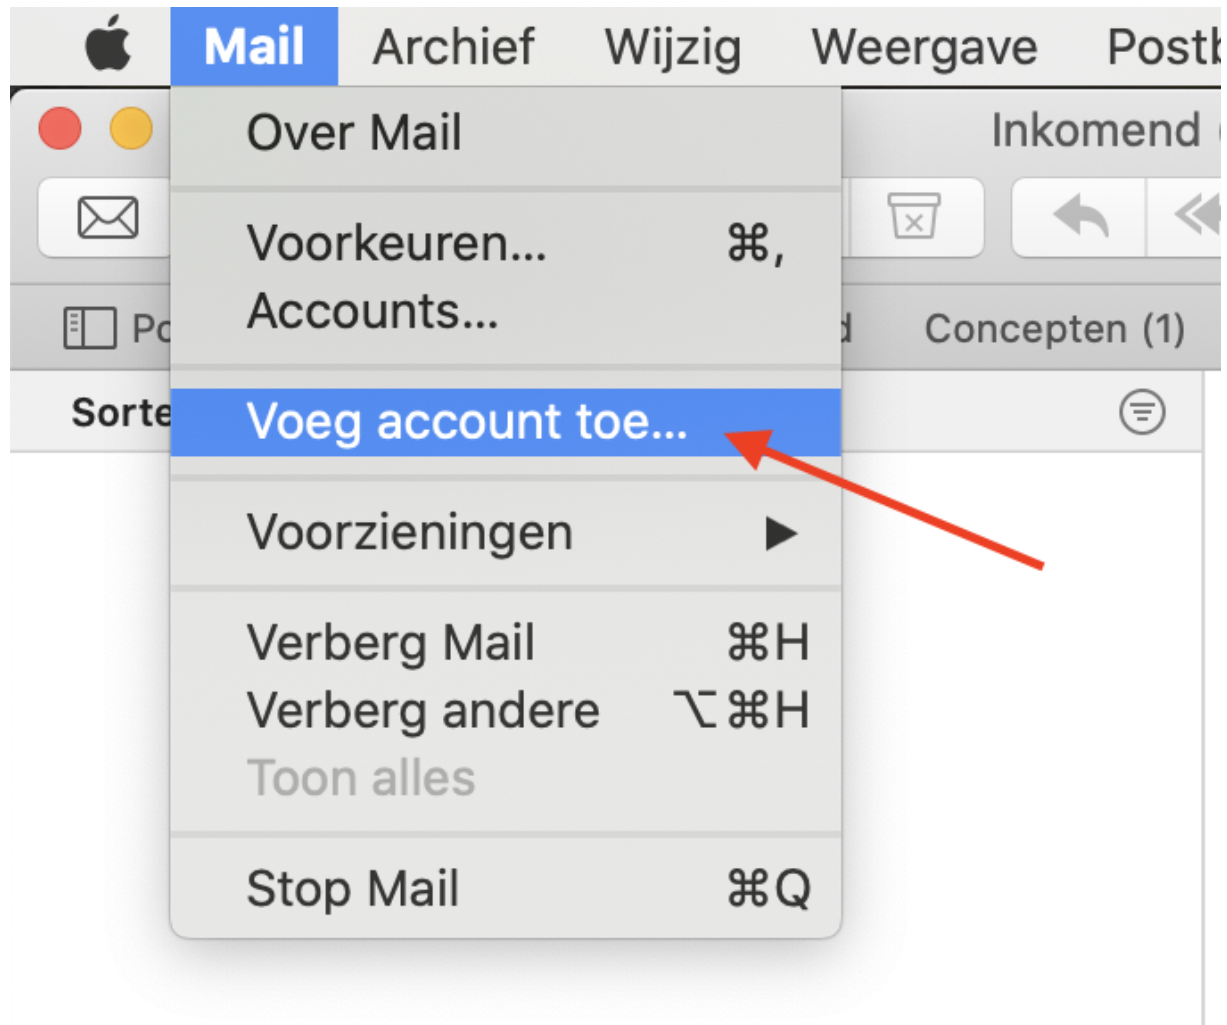 Mail Archief Wijzig Weergave
Over Mail
Inkomend
Voorkeuren... ⌘,
Accounts...
Concepten (1)
Voeg account toe...
Voorzieningen ▶
Verberg Mail ⌘H
Verberg andere ⌥⌘H
Toon alles
Stop Mail ⌘Q